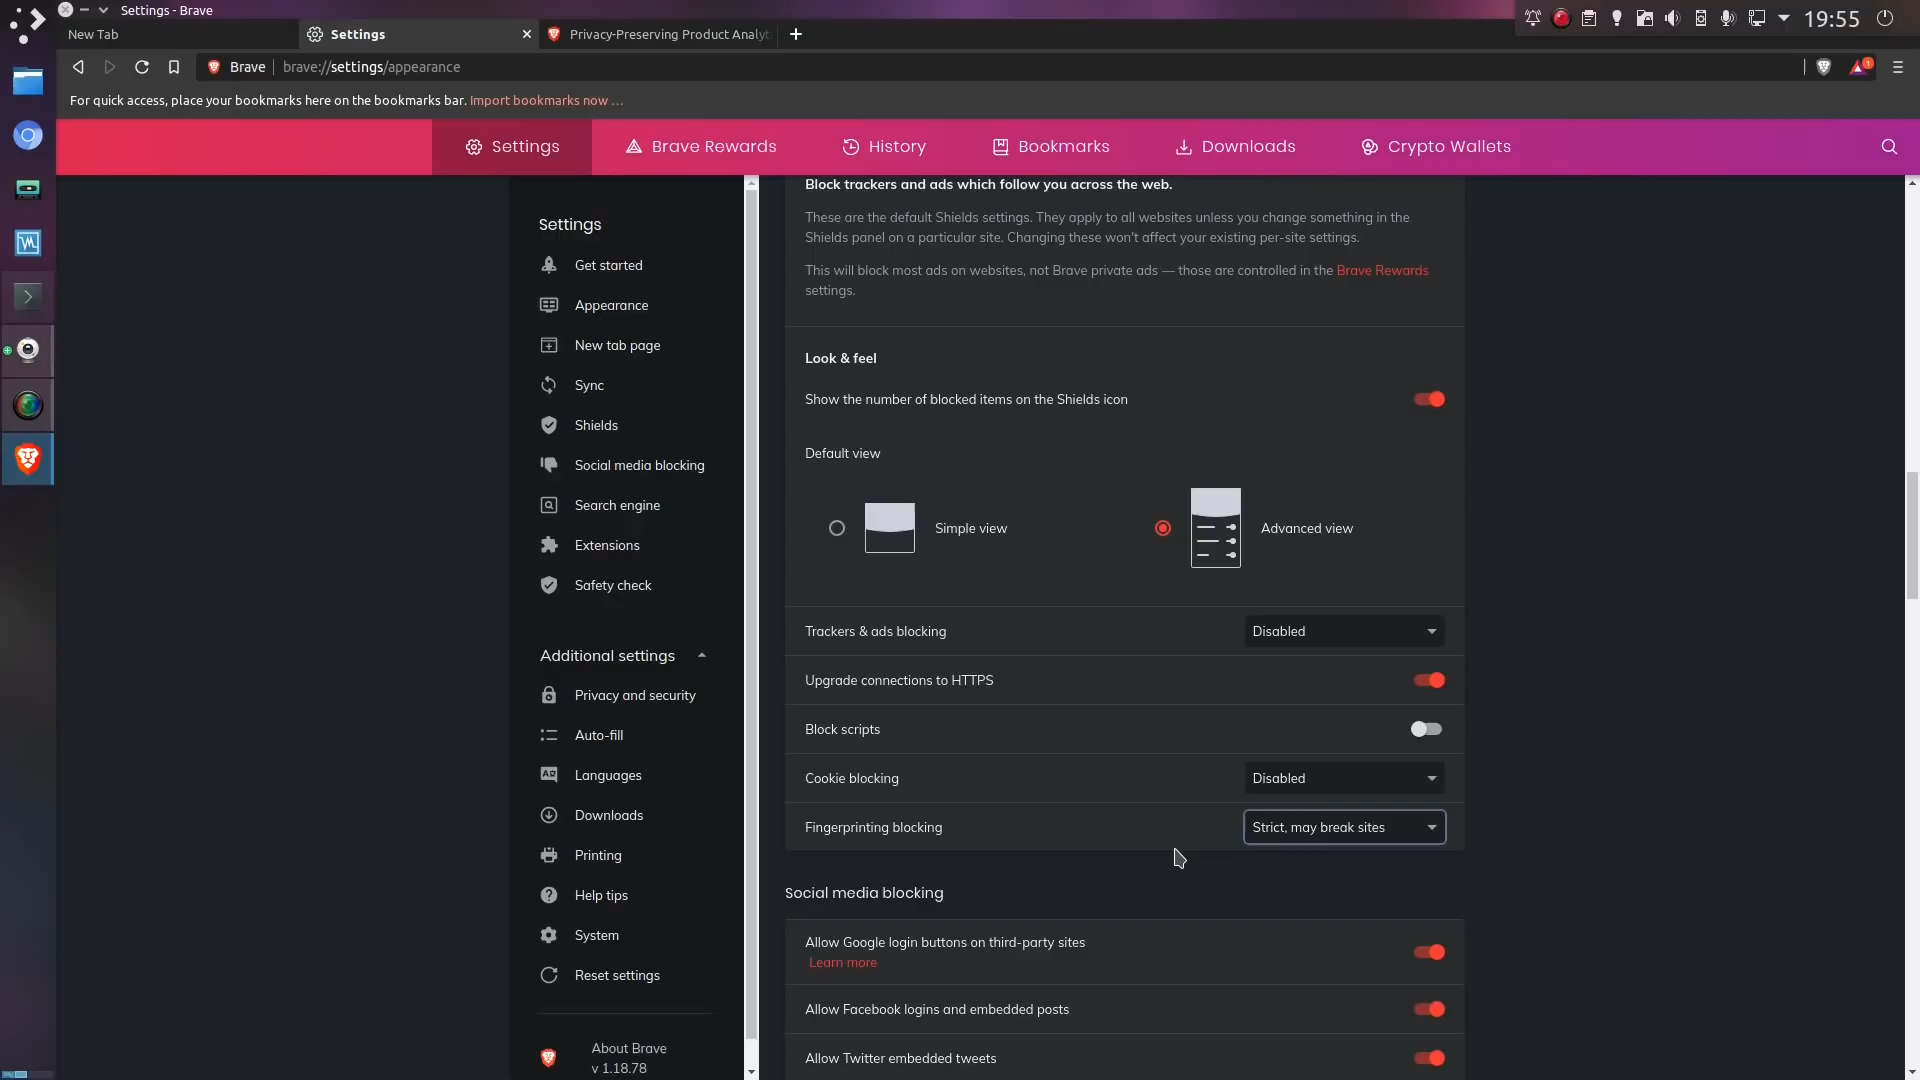 Settings - Brave
19:55
New Tab
Settings
Privacy-Preserving Product Analyt
Brave
brave://settings/appearance
1
For quick access, place your bookmarks here on the bookmarks bar. Import bookmarks now ...
Settings
Brave Rewards
History
Bookmarks
Downloads
Crypto Wallets
Settings
Get started
Appearance
New tab page
Sync
Shields
Social media blocking
Search engine
Extensions
Safety check
Additional settings
Privacy and security
Auto-fill
Languages
Downloads
Printing
Help tips
System
Reset settings
About Brave
v 1.18.78
Block trackers and ads which follow you across the web.
These are the default Shields settings. They apply to all websites unless you change something in the
Shields panel on a particular site. Changing these won't affect your existing per-site settings.
This will block most ads on websites, not Brave private ads — those are controlled in the Brave Rewards
settings.
Look & feel
Show the number of blocked items on the Shields icon
Default view
Simple view
Advanced view
Trackers & ads blocking
Disabled
Upgrade connections to HTTPS
Block scripts
Cookie blocking
Disabled
Fingerprinting blocking
Strict, may break sites
Social media blocking
Allow Google login buttons on third-party sites
Learn more
Allow Facebook logins and embedded posts
Allow Twitter embedded tweets